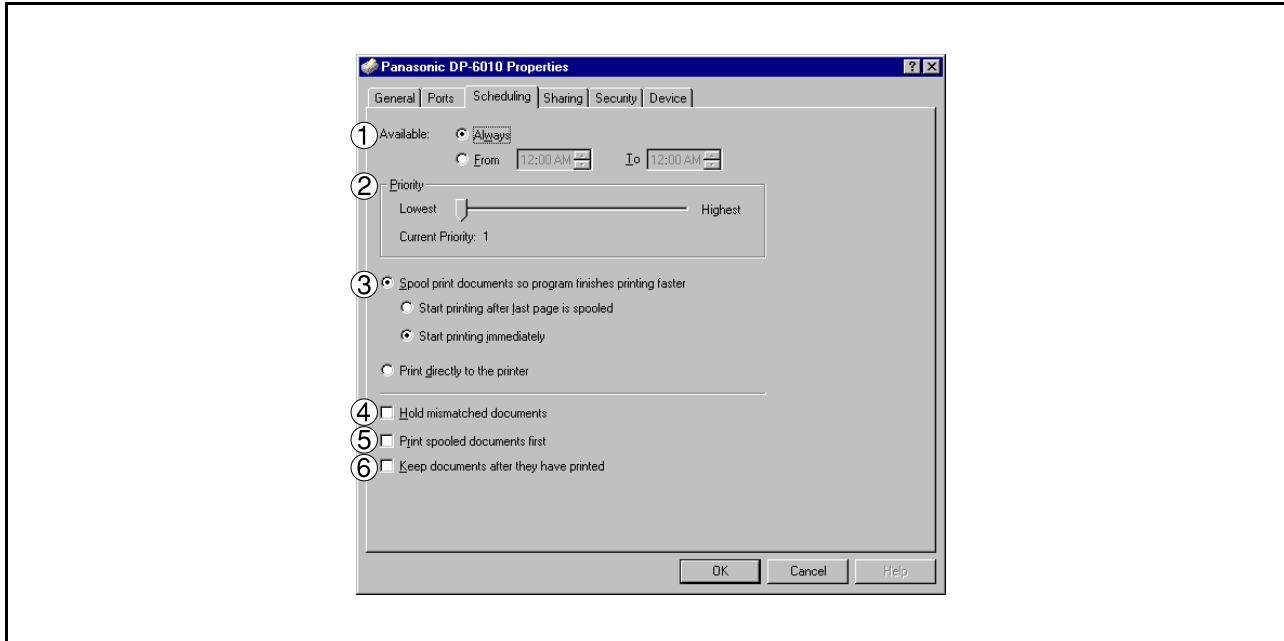 Panasonic DP-6010 Properties
General Ports Scheduling Sharing Security Device
① Available: Always
From 12:00 AM To 12:00 AM
② Priority
Lowest Highest
Current Priority: 1
③ Spool print documents so program finishes printing faster
Start printing after last page is spooled
Start printing immediately
Print directly to the printer
④ Hold mismatched documents
⑤ Print spooled documents first
⑥ Keep documents after they have printed
OK Cancel Help